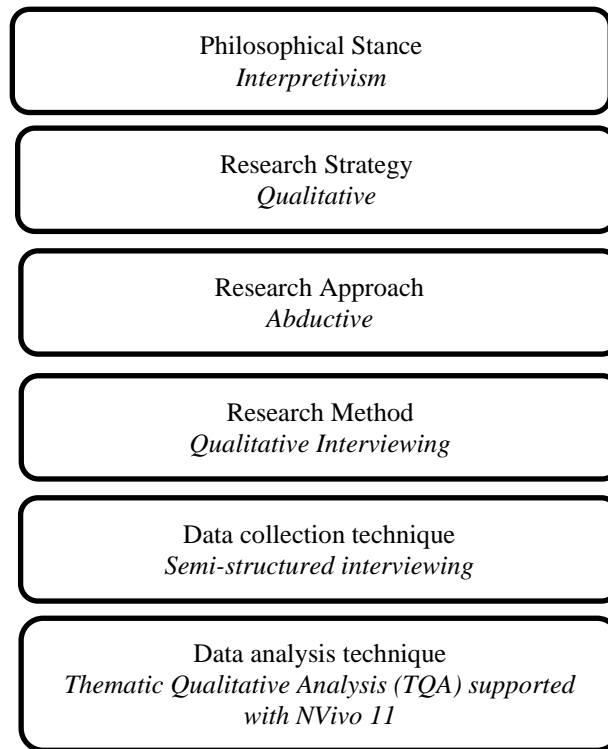 Philosophical Stance
Interpretivism
Research Strategy
Qualitative
Research Approach
Abductive
Research Method
Qualitative Interviewing
Data collection technique
Semi-structured interviewing
Data analysis technique
Thematic Qualitative Analysis (TQA) supported
with NVivo 11